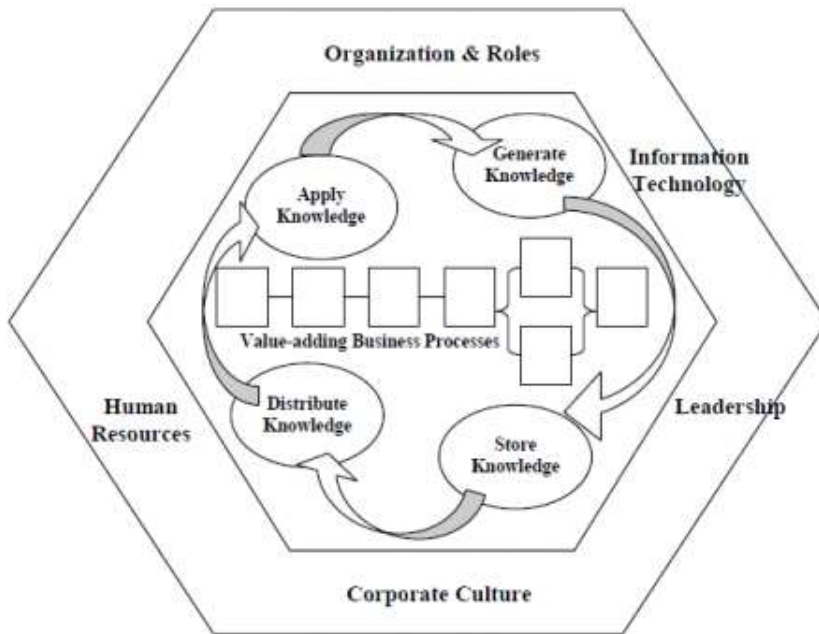 Organization & Roles
Generate
Knowledge
Information
Technology
Apply
Knowledge
Value-adding Business Processes
Human
Resources
Distribute
Knowledge
Leadership
Store
Knowledge
Corporate Culture